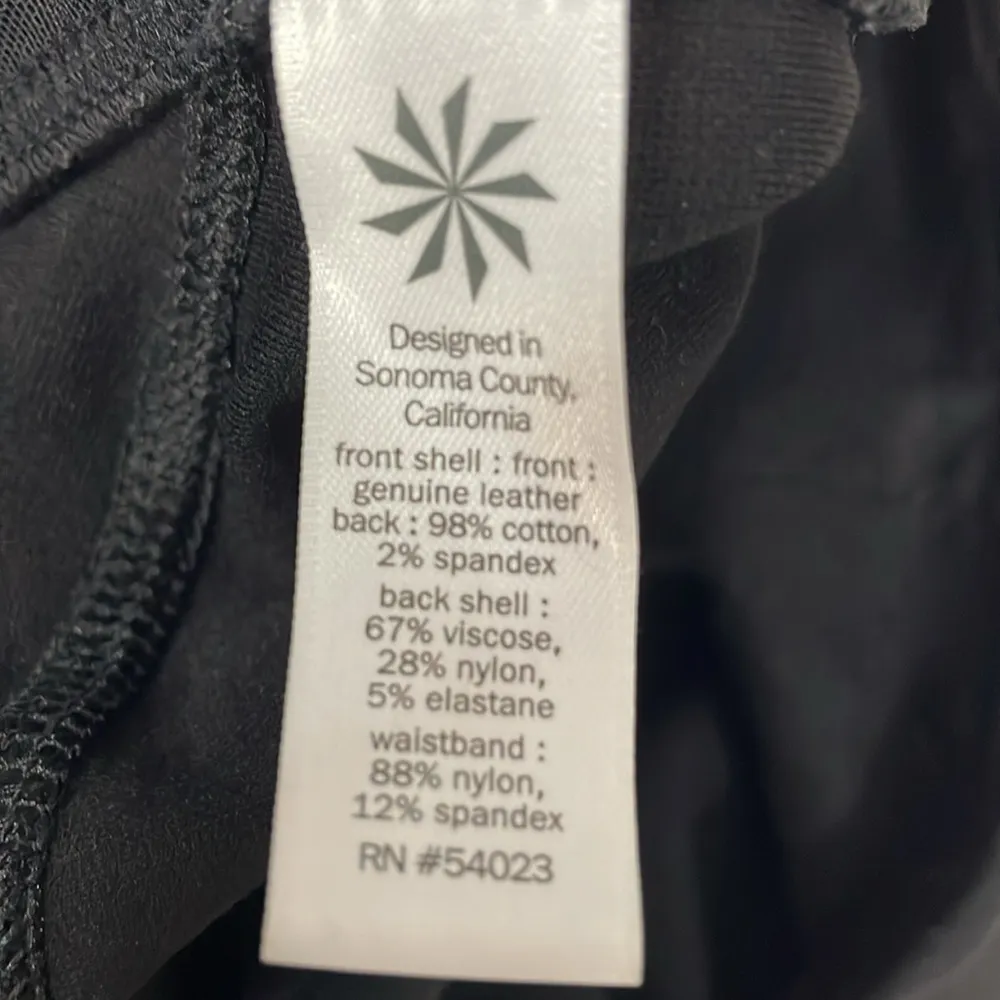 Designed in
Sonoma County,
California
front shell : front :
genuine leather
back : 98% cotton,
2% spandex
back shell :
67% viscose,
28% nylon,
5% elastane
waistband :
88% nylon,
12% spandex
RN #54023